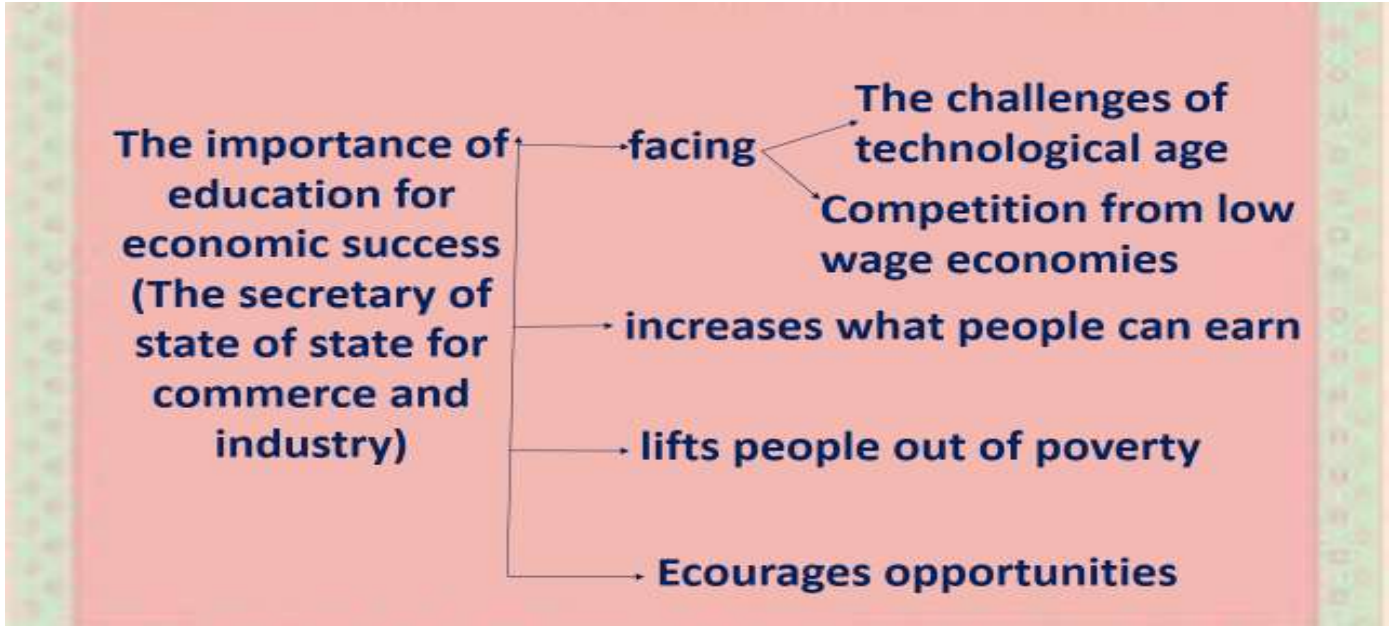 The importance of
education for
economic success
(The secretary of
state of state for
commerce and
industry)
facing
The challenges of
technological age
Competition from low
wage economies
increases what people can earn
lifts people out of poverty
Ecourages opportunities